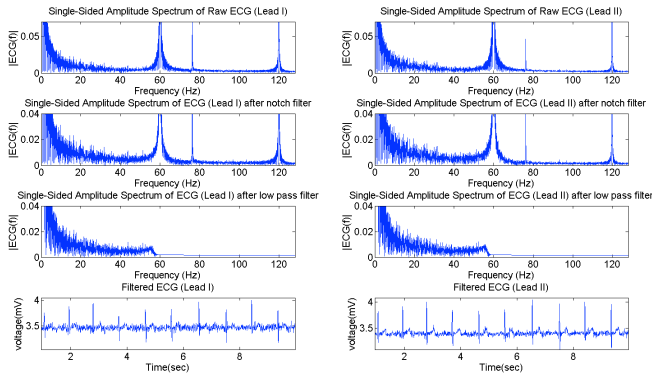 Single-Sided Amplitude Spectrum of Raw ECG (Lead I)
|ECG(f)|
0.05
0
0 20 40 60 80 100 120
Frequency (Hz)
Single-Sided Amplitude Spectrum of ECG (Lead I) after notch filter
|ECG(f)|
0.04
0.02
0
0 20 40 60 80 100 120
Frequency (Hz)
Single-Sided Amplitude Spectrum of ECG (Lead I) after low pass filter
|ECG(f)|
0.04
0.02
0
0 20 40 60 80 100 120
Frequency (Hz)
Filtered ECG (Lead I)
voltage(mV)
4
3.5
2 4 6 8
Time(sec)
Single-Sided Amplitude Spectrum of Raw ECG (Lead II)
|ECG(f)|
0.05
0
0 20 40 60 80 100 120
Frequency (Hz)
Single-Sided Amplitude Spectrum of ECG (Lead II) after notch filter
|ECG(f)|
0.04
0.02
0
0 20 40 60 80 100 120
Frequency (Hz)
Single-Sided Amplitude Spectrum of ECG (Lead II) after low pass filter
|ECG(f)|
0.04
0.02
0
0 20 40 60 80 100 120
Frequency (Hz)
Filtered ECG (Lead II)
voltage(mV)
4
3.5
2 4 6 8
Time(sec)